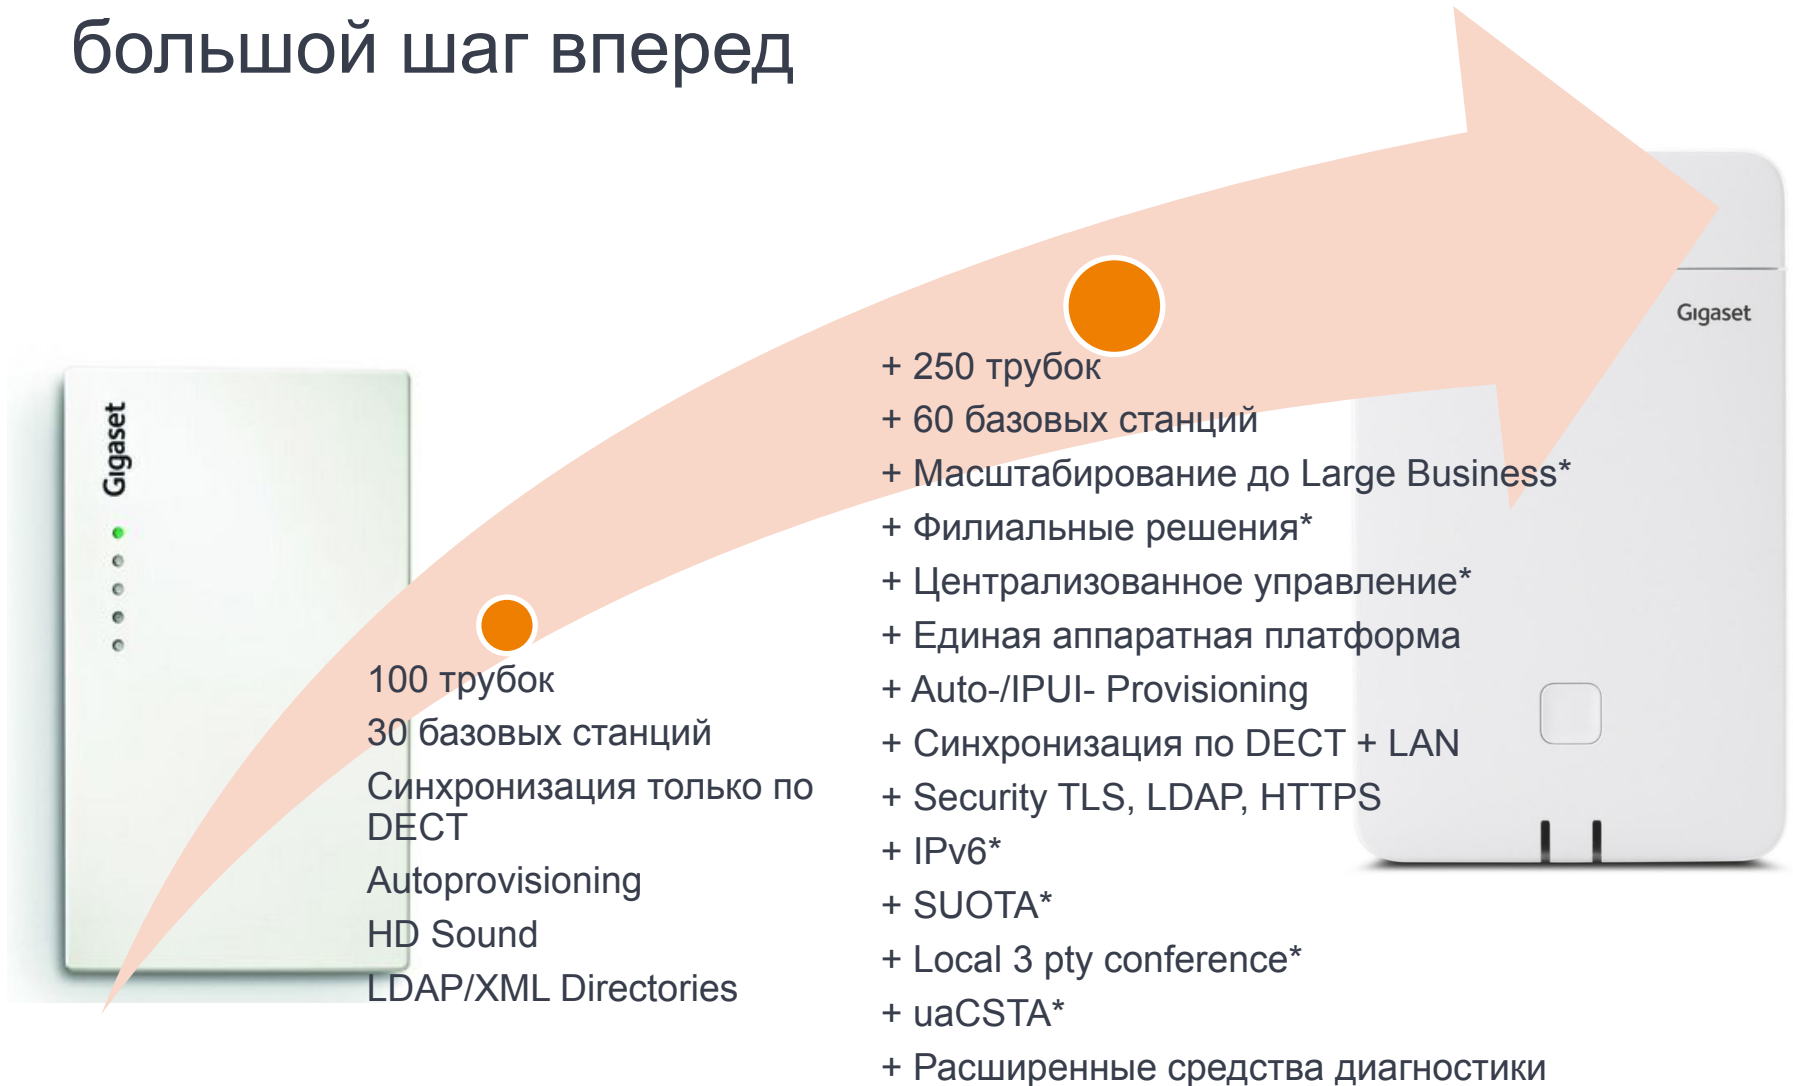 большой шаг вперед
Gigaset
100 трубок
30 базовых станций
Синхронизация только по
DECT
Autoprovisioning
HD Sound
LDAP/XML Directories
+ 250 трубок
+ 60 базовых станций
+ Масштабирование до Large Business*
+ Филиальные решения*
+ Централизованное управление*
+ Единая аппаратная платформа
+ Auto-/IPUI- Provisioning
+ Синхронизация по DECT + LAN
+ Security TLS, LDAP, HTTPS
+ IPv6*
+ SUOTA*
+ Local 3 pty conference*
+ uaCSTA*
+ Расширенные средства диагностики
Gigaset